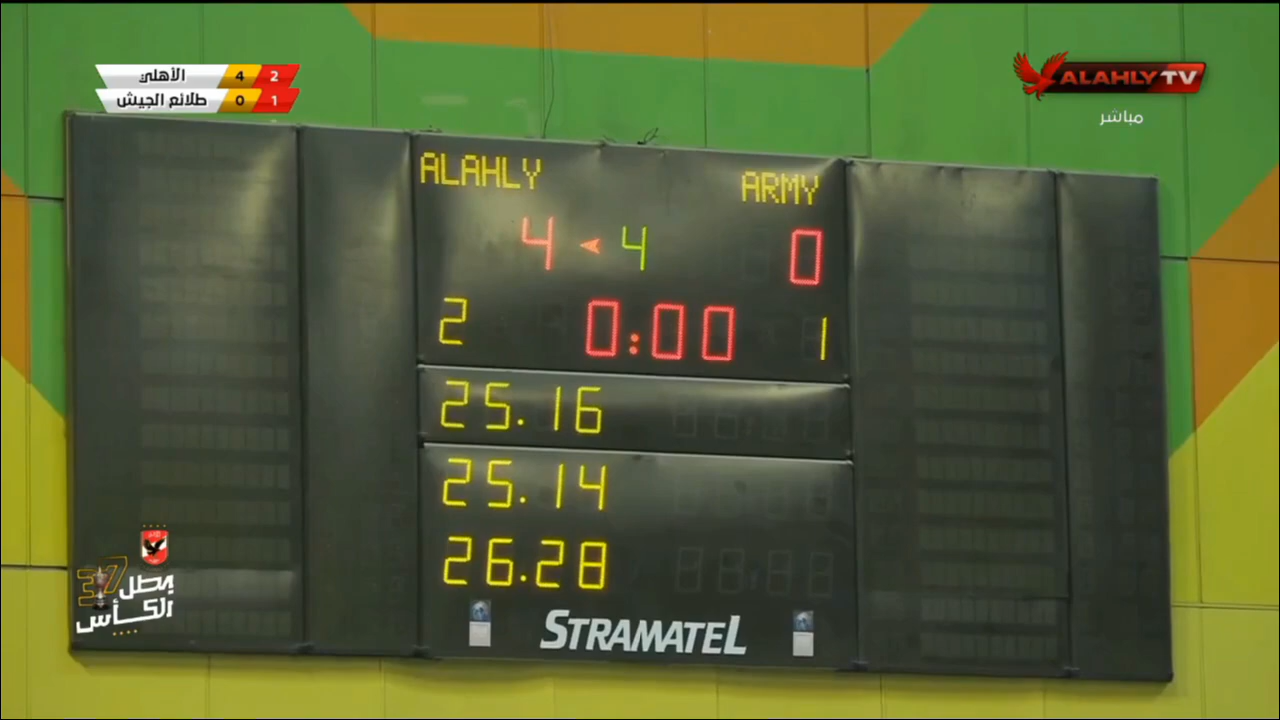 الأهلي 4 2
طلائع الجيش 0 1
ALAHLY TV
مباشر
ALAHLY ARMY
4 4 0
2 0:00 1
25.16
25.14
26.28
STRAMATEL
37 بطل
الكأس